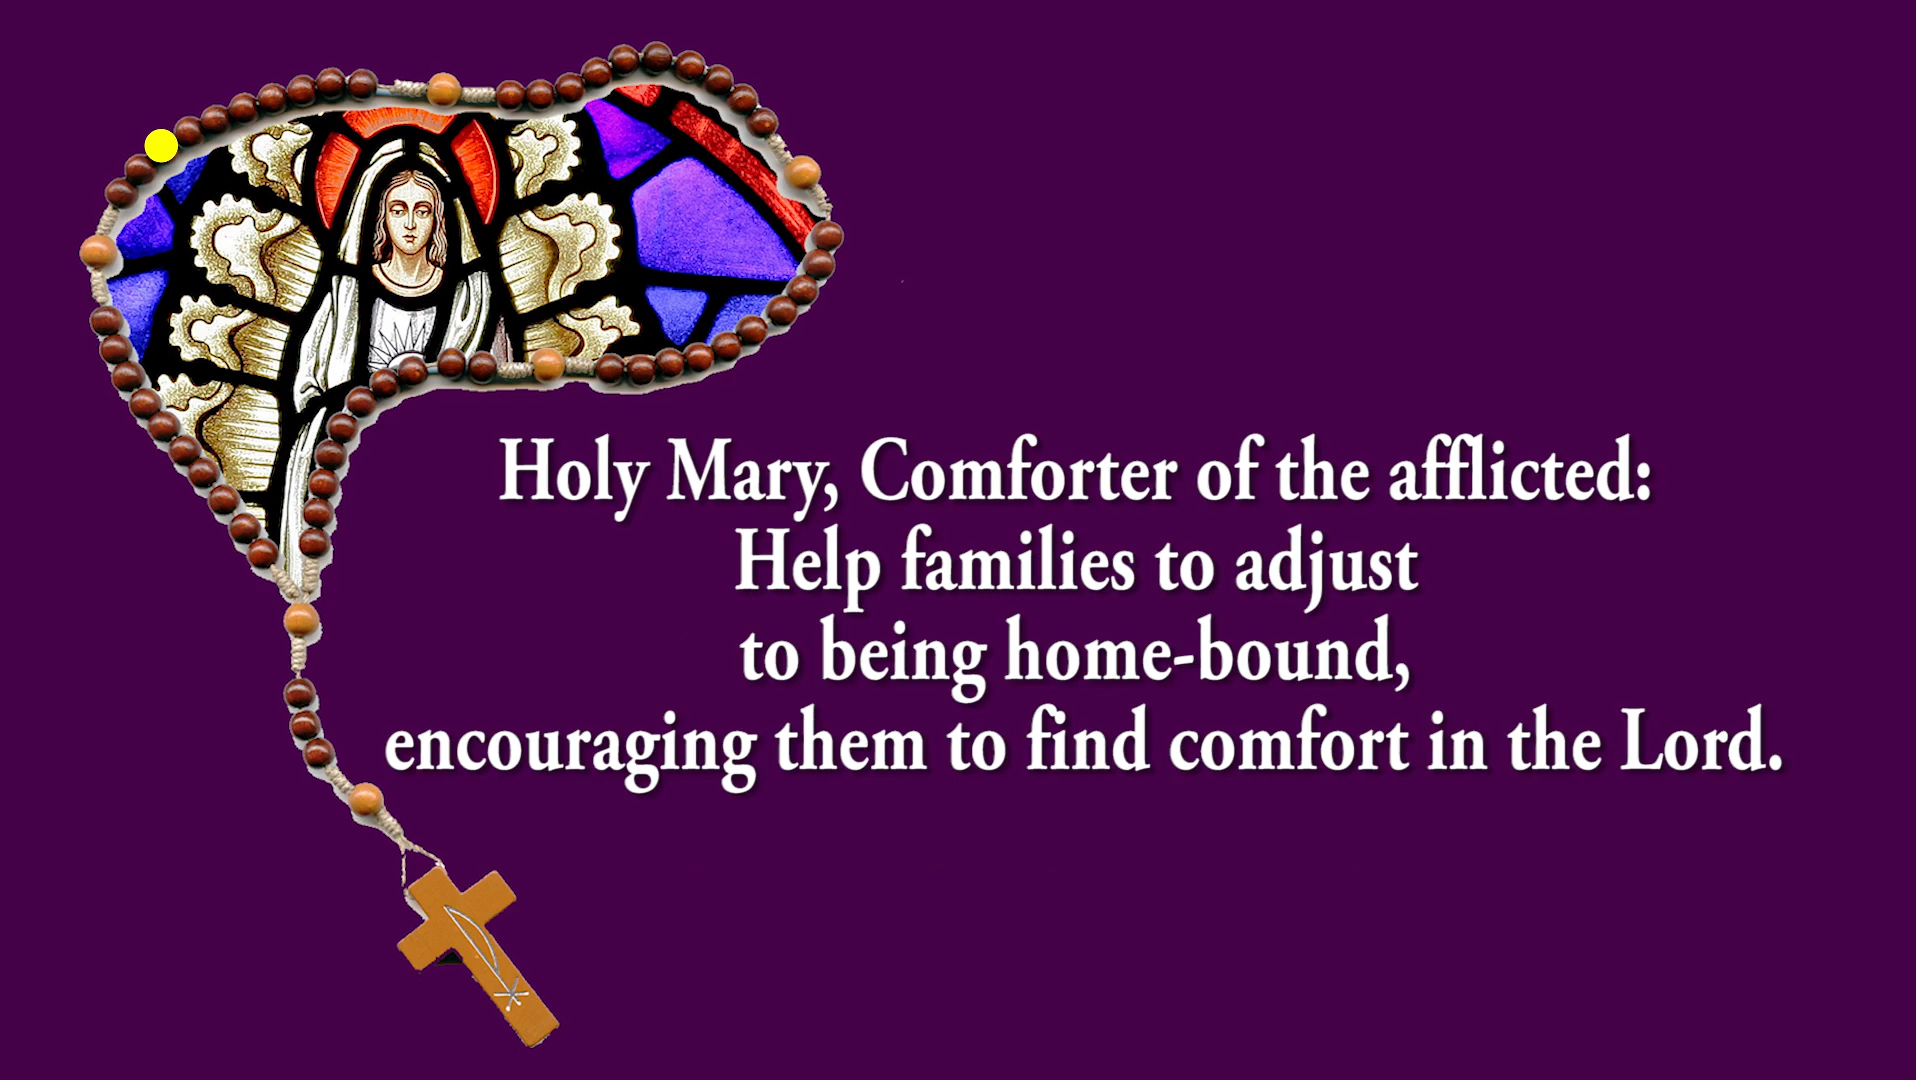 Holy Mary, Comforter of the afflicted:
Help families to adjust
to being home-bound,
encouraging them to find comfort in the Lord.